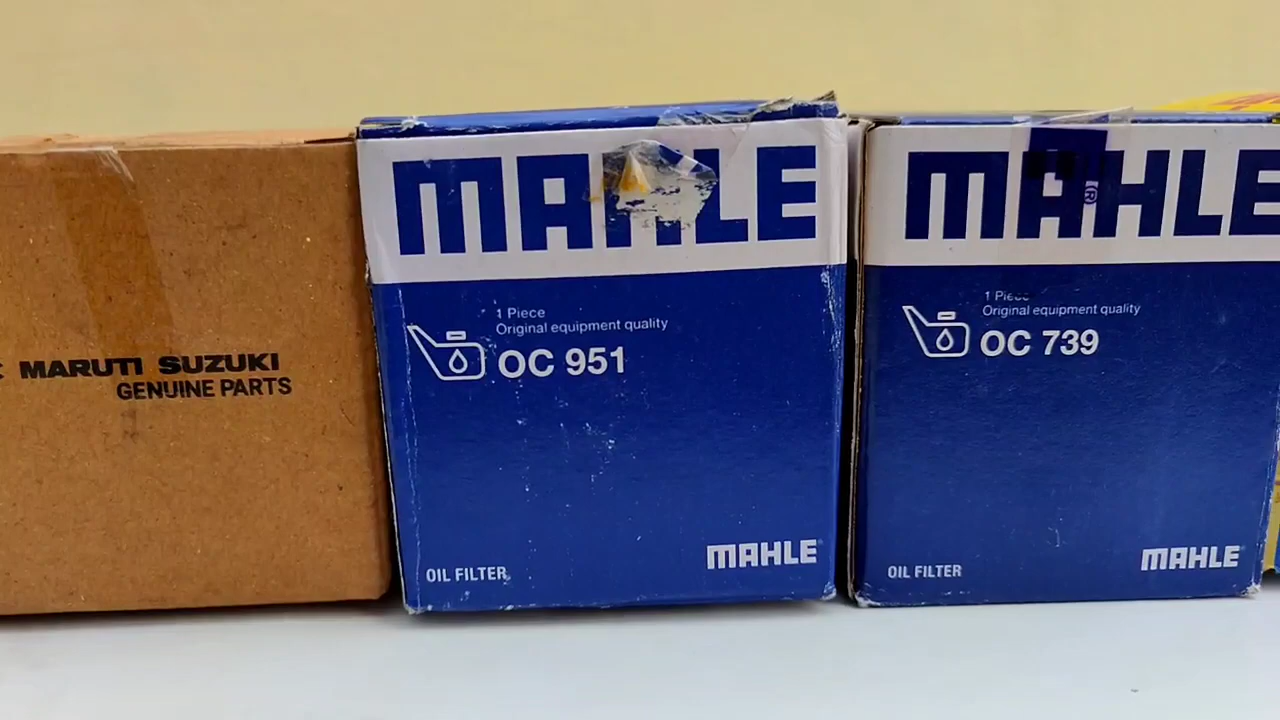 MARUTI SUZUKI
GENUINE PARTS
MAHLE
1 Piece
Original equipment quality
OC 951
OIL FILTER
MAHLE
MAHLE
®
1 Piece
Original equipment quality
OC 739
OIL FILTER
MAHLE